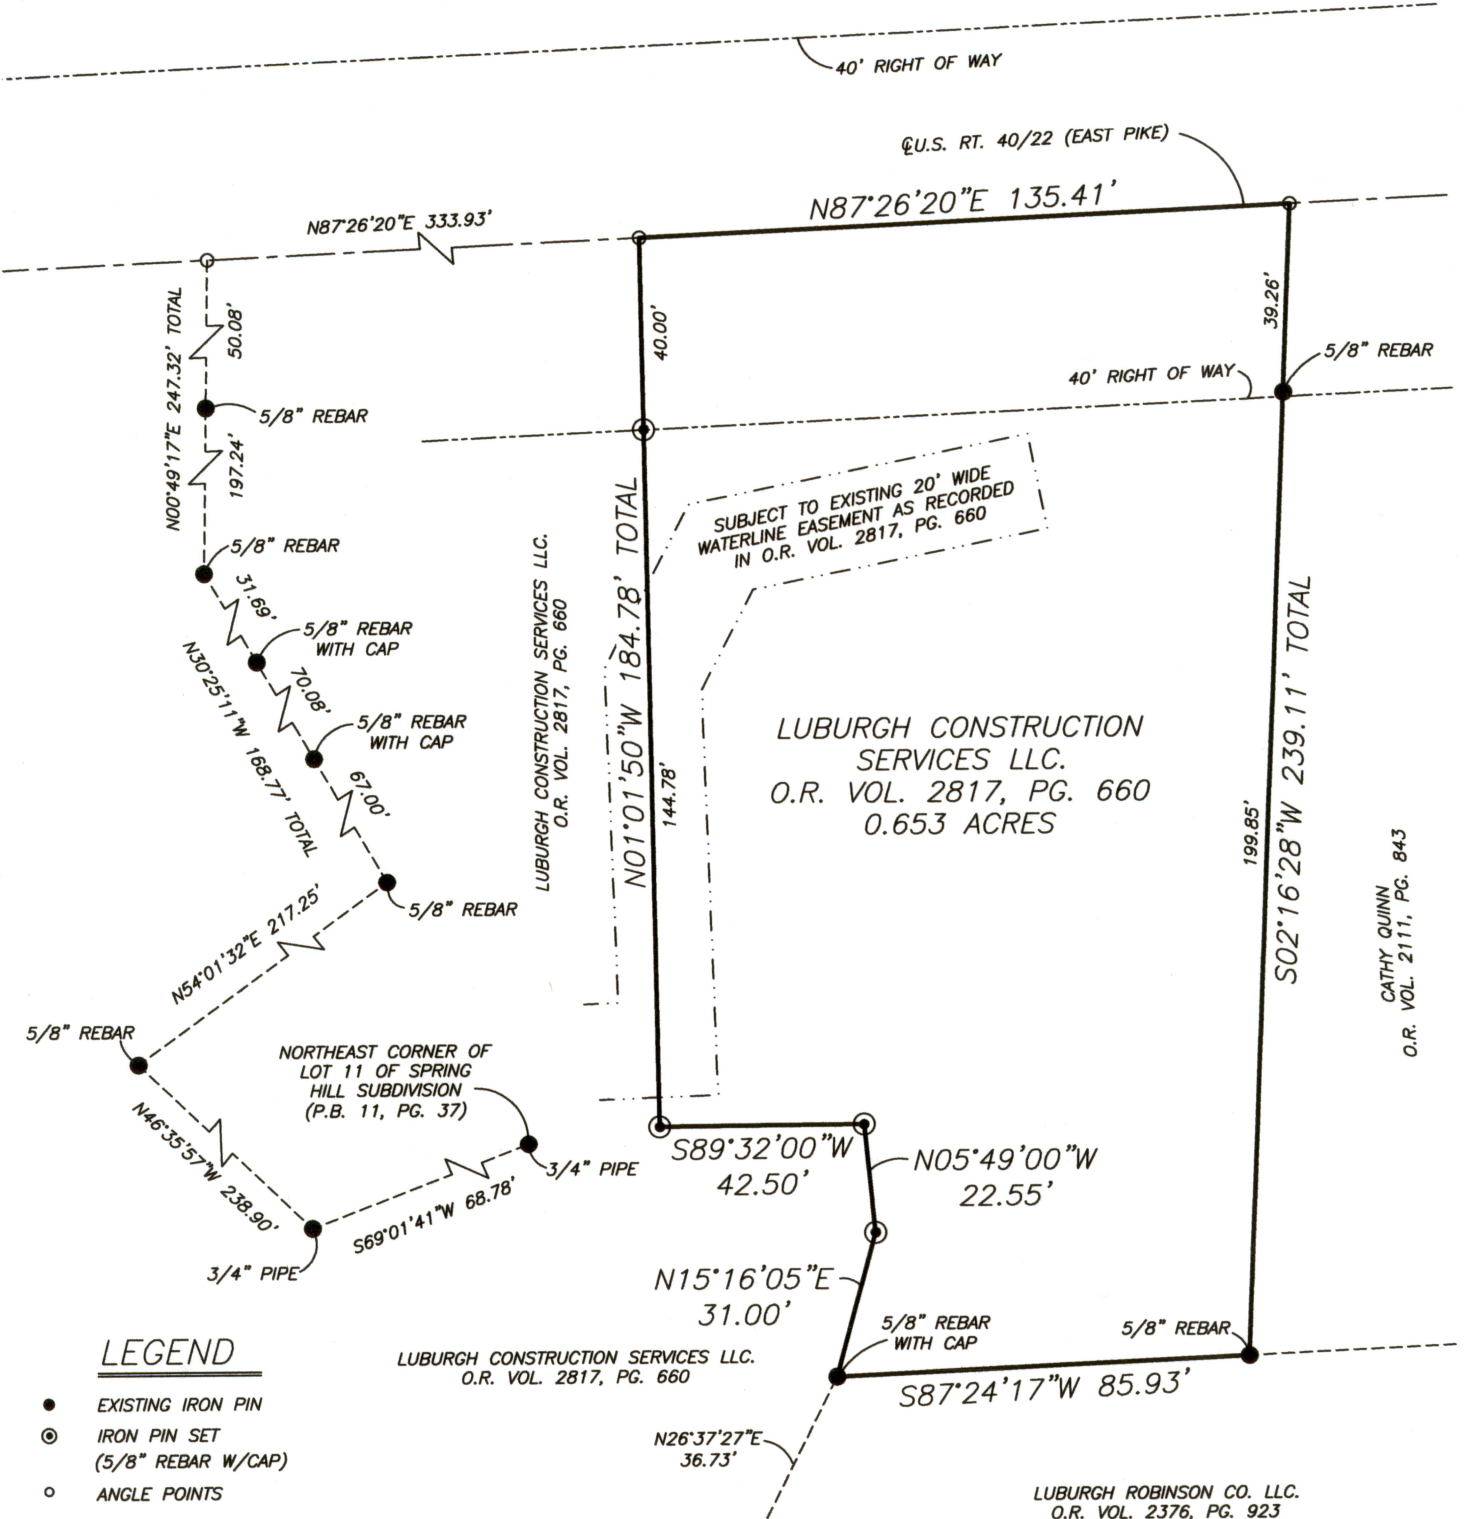 40' RIGHT OF WAY
℄U.S. RT. 40/22 (EAST PIKE)
N87°26'20"E 135.41'
N87°26'20"E 333.93'
N00°49'17"E 247.32' TOTAL
50.08'
5/8" REBAR
197.24'
5/8" REBAR
31.69'
5/8" REBAR
WITH CAP
N30°25'11"W 168.77' TOTAL
70.08'
5/8" REBAR
WITH CAP
67.00'
5/8" REBAR
N54°01'32"E 217.25'
5/8" REBAR
N46°35'57"W 238.90'
NORTHEAST CORNER OF
LOT 11 OF SPRING
HILL SUBDIVISION
(P.B. 11, PG. 37)
3/4" PIPE
S69°01'41"W 68.78'
3/4" PIPE
40.00'
39.26'
5/8" REBAR
40' RIGHT OF WAY
SUBJECT TO EXISTING 20' WIDE
WATERLINE EASEMENT AS RECORDED
IN O.R. VOL. 2817, PG. 660
LUBURGH CONSTRUCTION SERVICES LLC.
O.R. VOL. 2817, PG. 660
N01°01'50"W 184.78' TOTAL
144.78'
LUBURGH CONSTRUCTION
SERVICES LLC.
O.R. VOL. 2817, PG. 660
0.653 ACRES
199.85'
S02°16'28"W 239.11' TOTAL
CATHY QUINN
O.R. VOL. 2111, PG. 843
S89°32'00"W
42.50'
N05°49'00"W
22.55'
N15°16'05"E
31.00'
5/8" REBAR
WITH CAP
5/8" REBAR
S87°24'17"W 85.93'
LUBURGH CONSTRUCTION SERVICES LLC.
O.R. VOL. 2817, PG. 660
N26°37'27"E
36.73'
LUBURGH ROBINSON CO. LLC.
O.R. VOL. 2376, PG. 923
LEGEND
EXISTING IRON PIN
IRON PIN SET
(5/8" REBAR W/CAP)
ANGLE POINTS